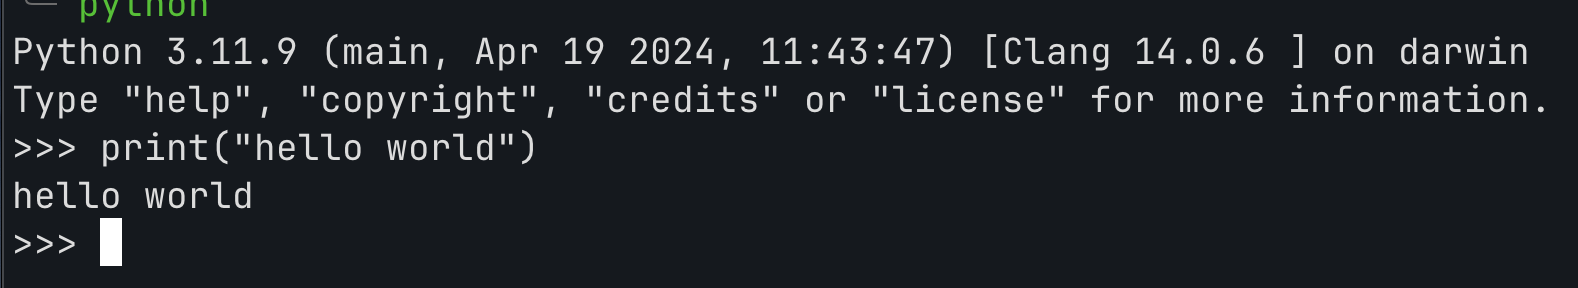 python
Python 3.11.9 (main, Apr 19 2024, 11:43:47) [Clang 14.0.6 ] on darwin
Type "help", "copyright", "credits" or "license" for more information.
>>> print("hello world")
hello world
>>>